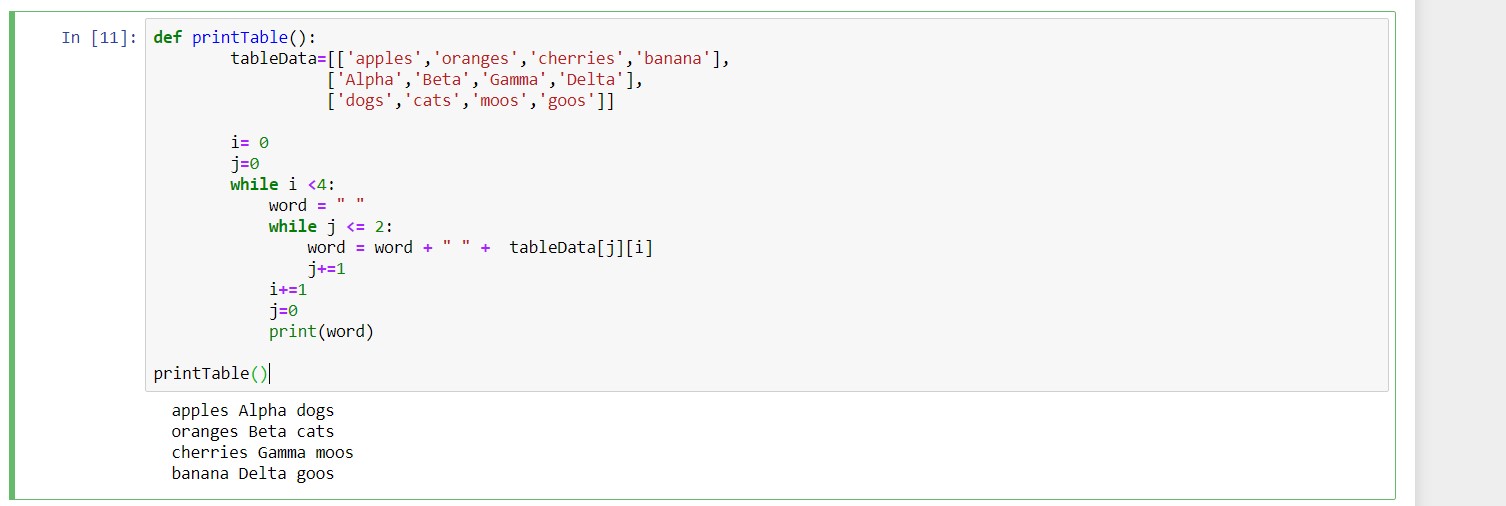 In [11]: def printTable():
        tableData=[['apples','oranges','cherries','banana'],
                  ['Alpha','Beta','Gamma','Delta'],
                  ['dogs','cats','moos','goos']]
        i= 0
        j=0
        while i <4:
            word = " "
            while j <= 2:
                word = word + " " +  tableData[j][i]
                j+=1
            i+=1
            j=0
            print(word)
printTable()
  apples Alpha dogs
  oranges Beta cats
  cherries Gamma moos
  banana Delta goos